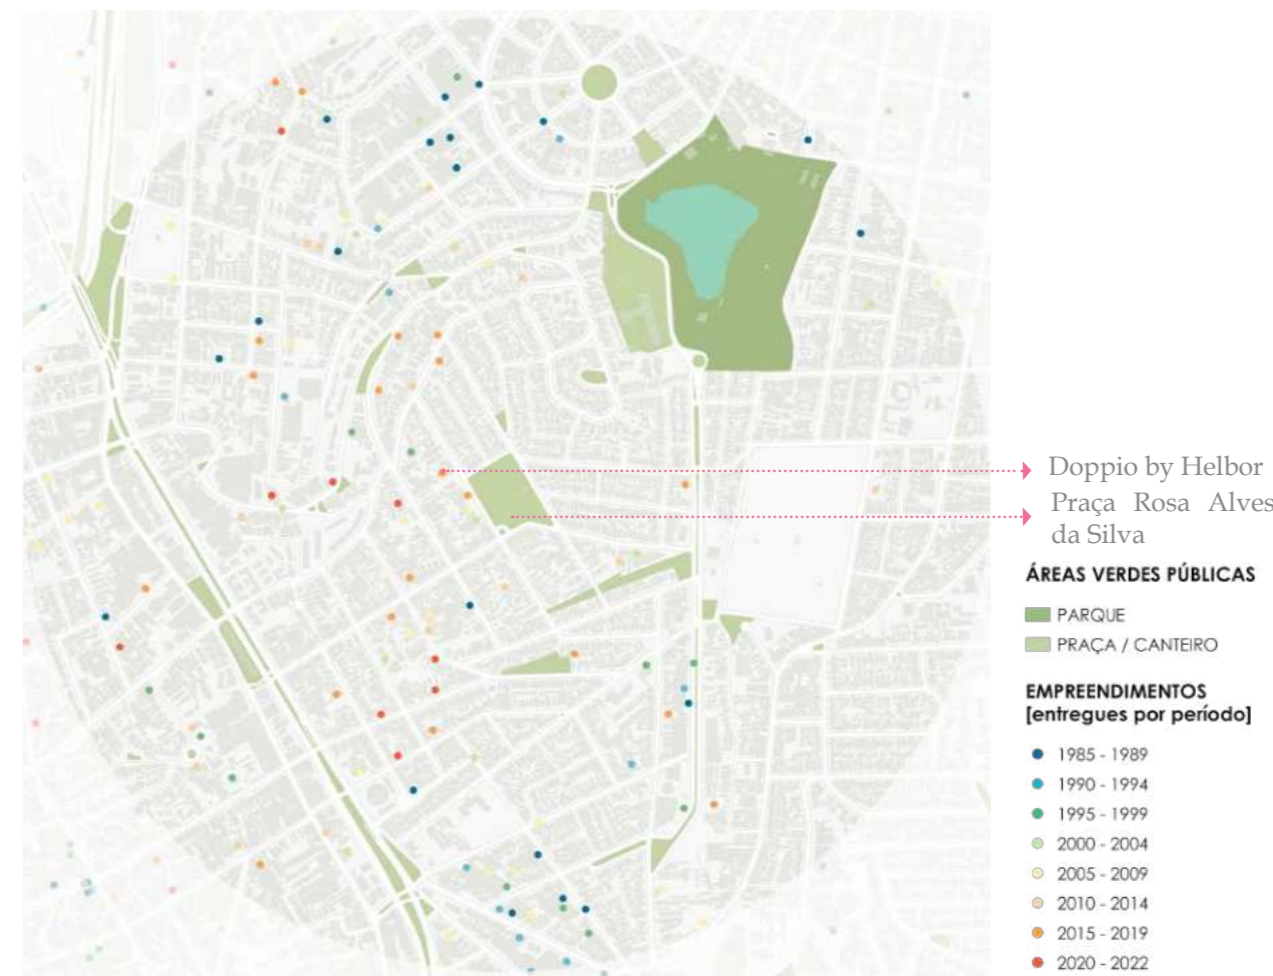 Doppio by Helbor
Praça Rosa Alves
da Silva
ÁREAS VERDES PÚBLICAS
PARQUE
PRAÇA / CANTEIRO
EMPREENDIMENTOS
[entregues por período]
1985 - 1989
1990 - 1994
1995 - 1999
2000 - 2004
2005 - 2009
2010 - 2014
2015 - 2019
2020 - 2022